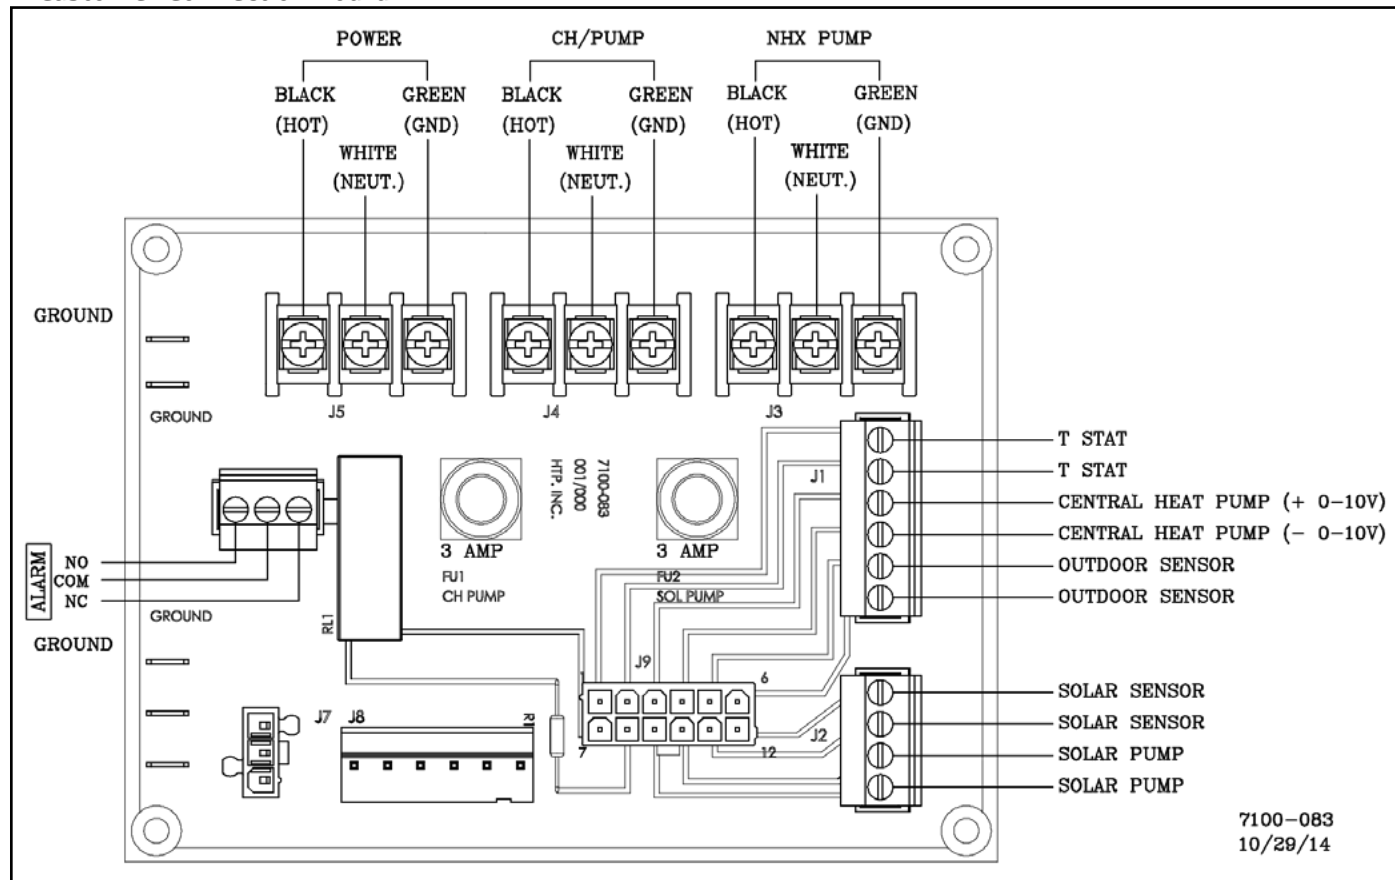 POWER
CH/PUMP
NHX PUMP
BLACK
(HOT)
GREEN
(GND)
BLACK
(HOT)
GREEN
(GND)
BLACK
(HOT)
GREEN
(GND)
WHITE
(NEUT.)
WHITE
(NEUT.)
WHITE
(NEUT.)
GROUND
GROUND
J5
J4
J3
J1
T STAT
T STAT
CENTRAL HEAT PUMP (+ 0-10V)
CENTRAL HEAT PUMP (- 0-10V)
OUTDOOR SENSOR
OUTDOOR SENSOR
7100-083
001/000
HTP. INC.
3 AMP
FU1
CH PUMP
3 AMP
FU2
SOL PUMP
ALARM
NO
COM
NC
GROUND
GROUND
RL1
J9
1
6
7
12
J7
J8
R1
J2
SOLAR SENSOR
SOLAR SENSOR
SOLAR PUMP
SOLAR PUMP
7100-083
10/29/14